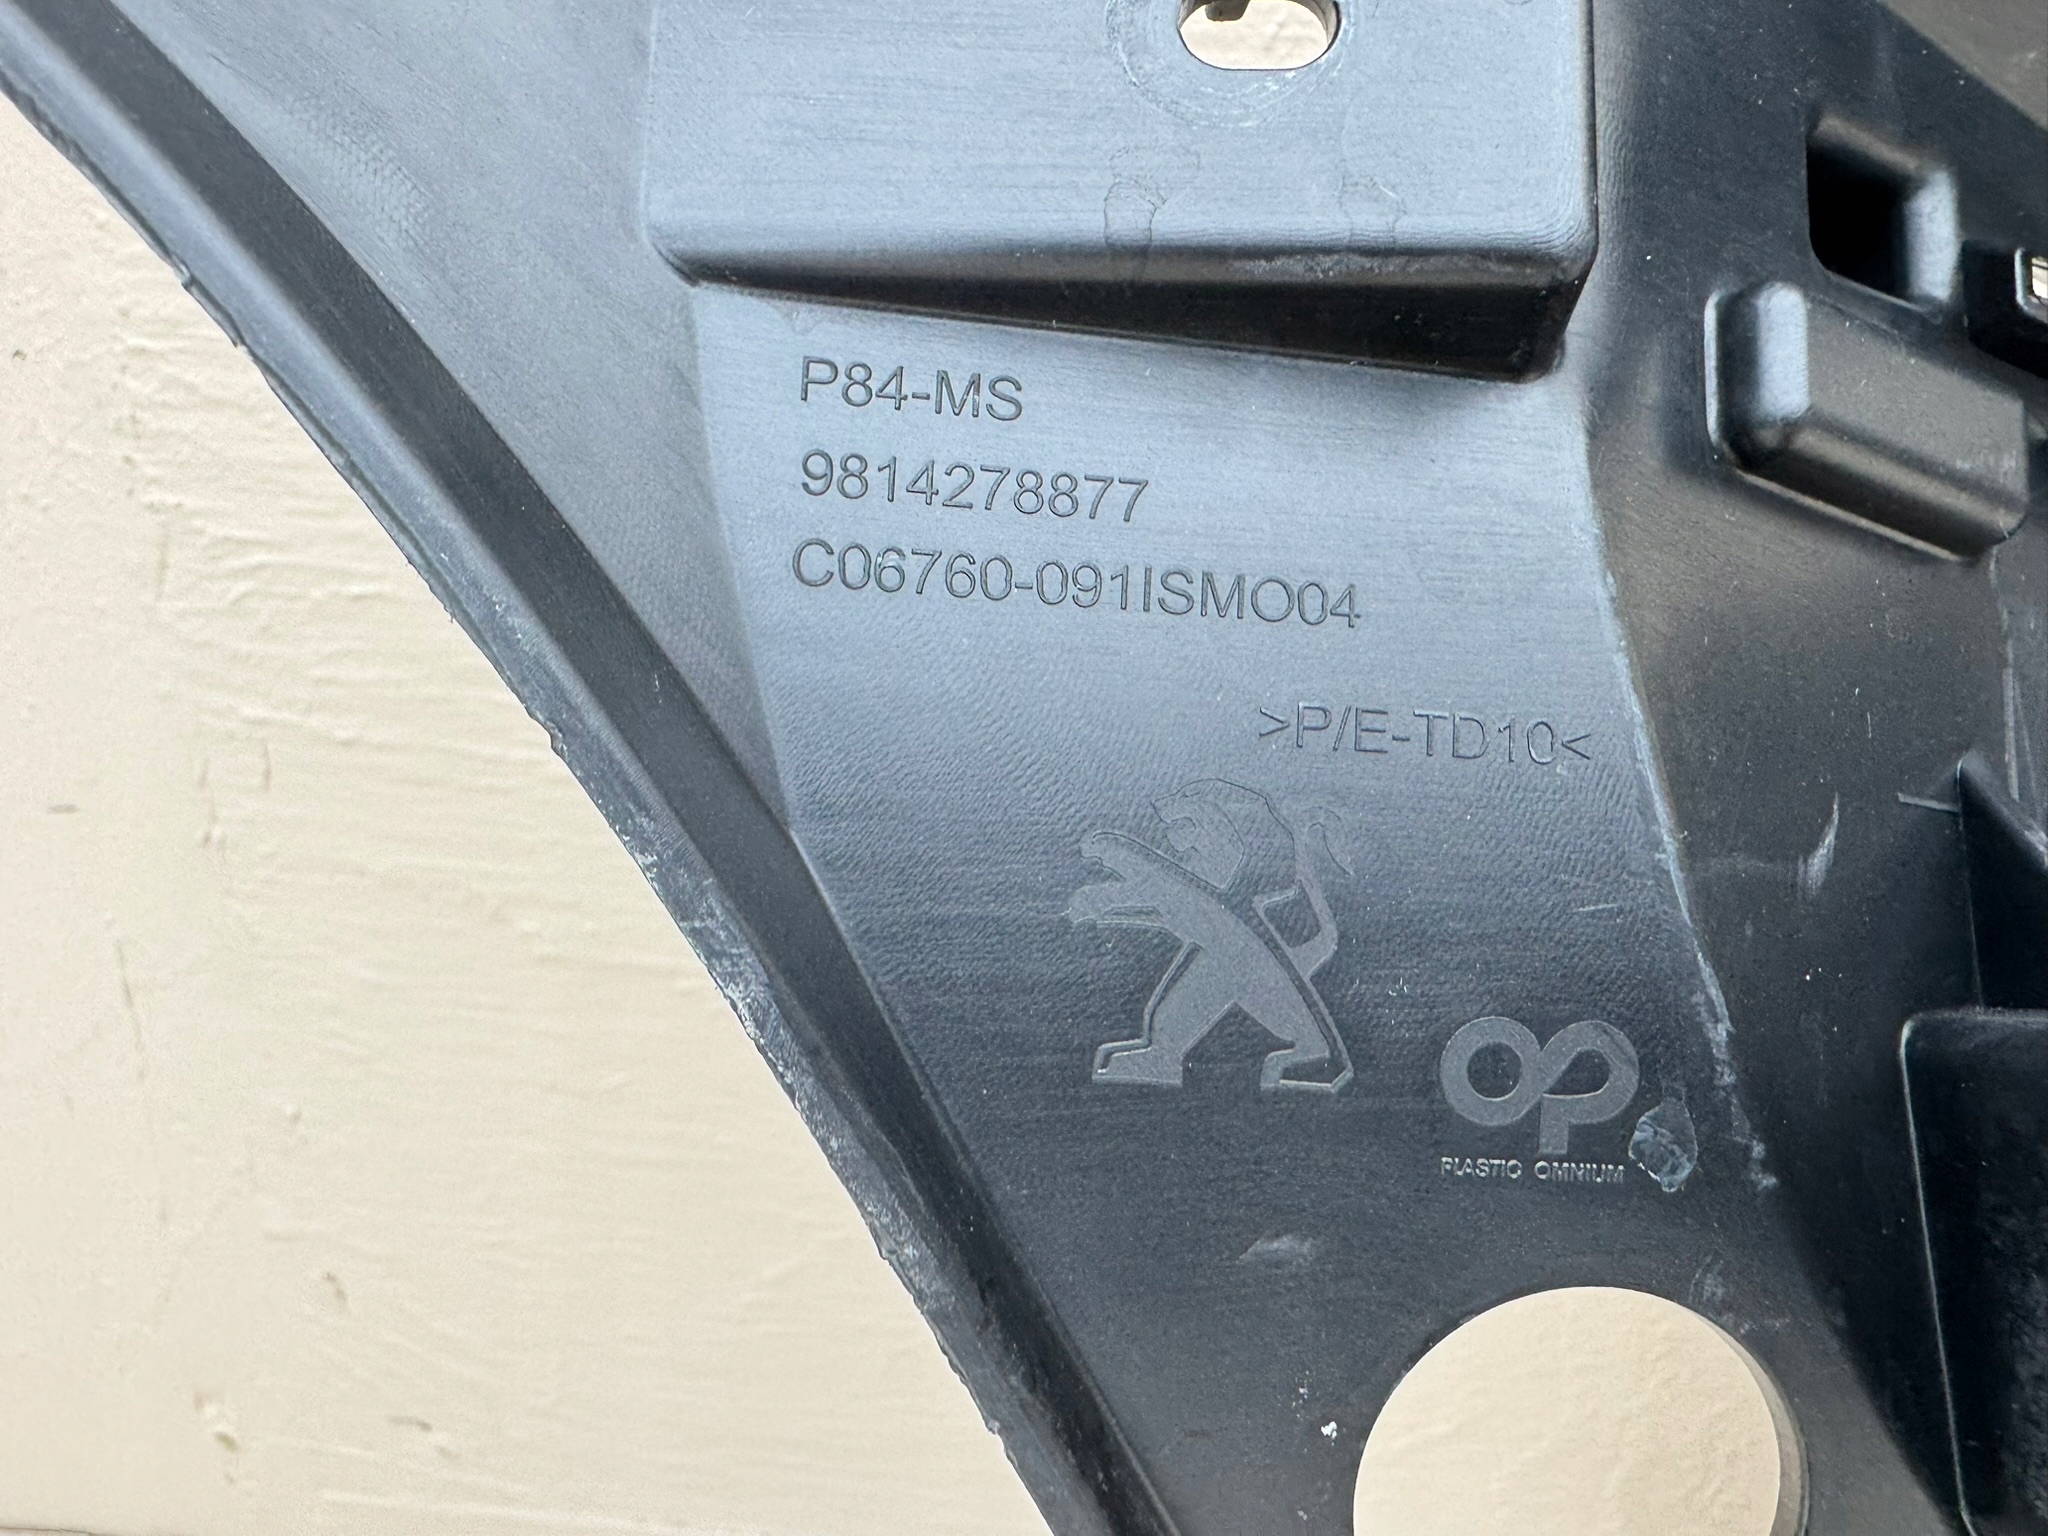 P84-MS
9814278877
C06760-091ISMO04
>P/E-TD10<
OP
PLASTIC OMNIUM